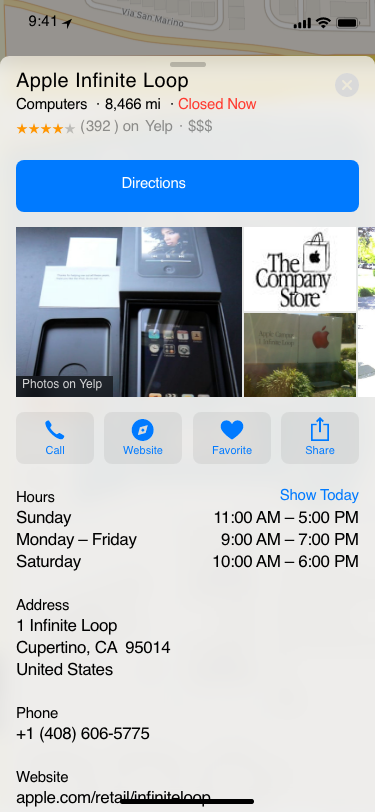 9:41
Via San Marino
Apple Infinite Loop
Computers · 8,466 mi · Closed Now
(392) on Yelp · $$$
Directions
The
Company
Store
Photos on Yelp
Call
Website
Favorite
Share
Hours Show Today
Sunday 11:00 AM – 5:00 PM
Monday – Friday 9:00 AM – 7:00 PM
Saturday 10:00 AM – 6:00 PM
Address
1 Infinite Loop
Cupertino, CA 95014
United States
Phone
+1 (408) 606-5775
Website
apple.com/retail/infiniteloop